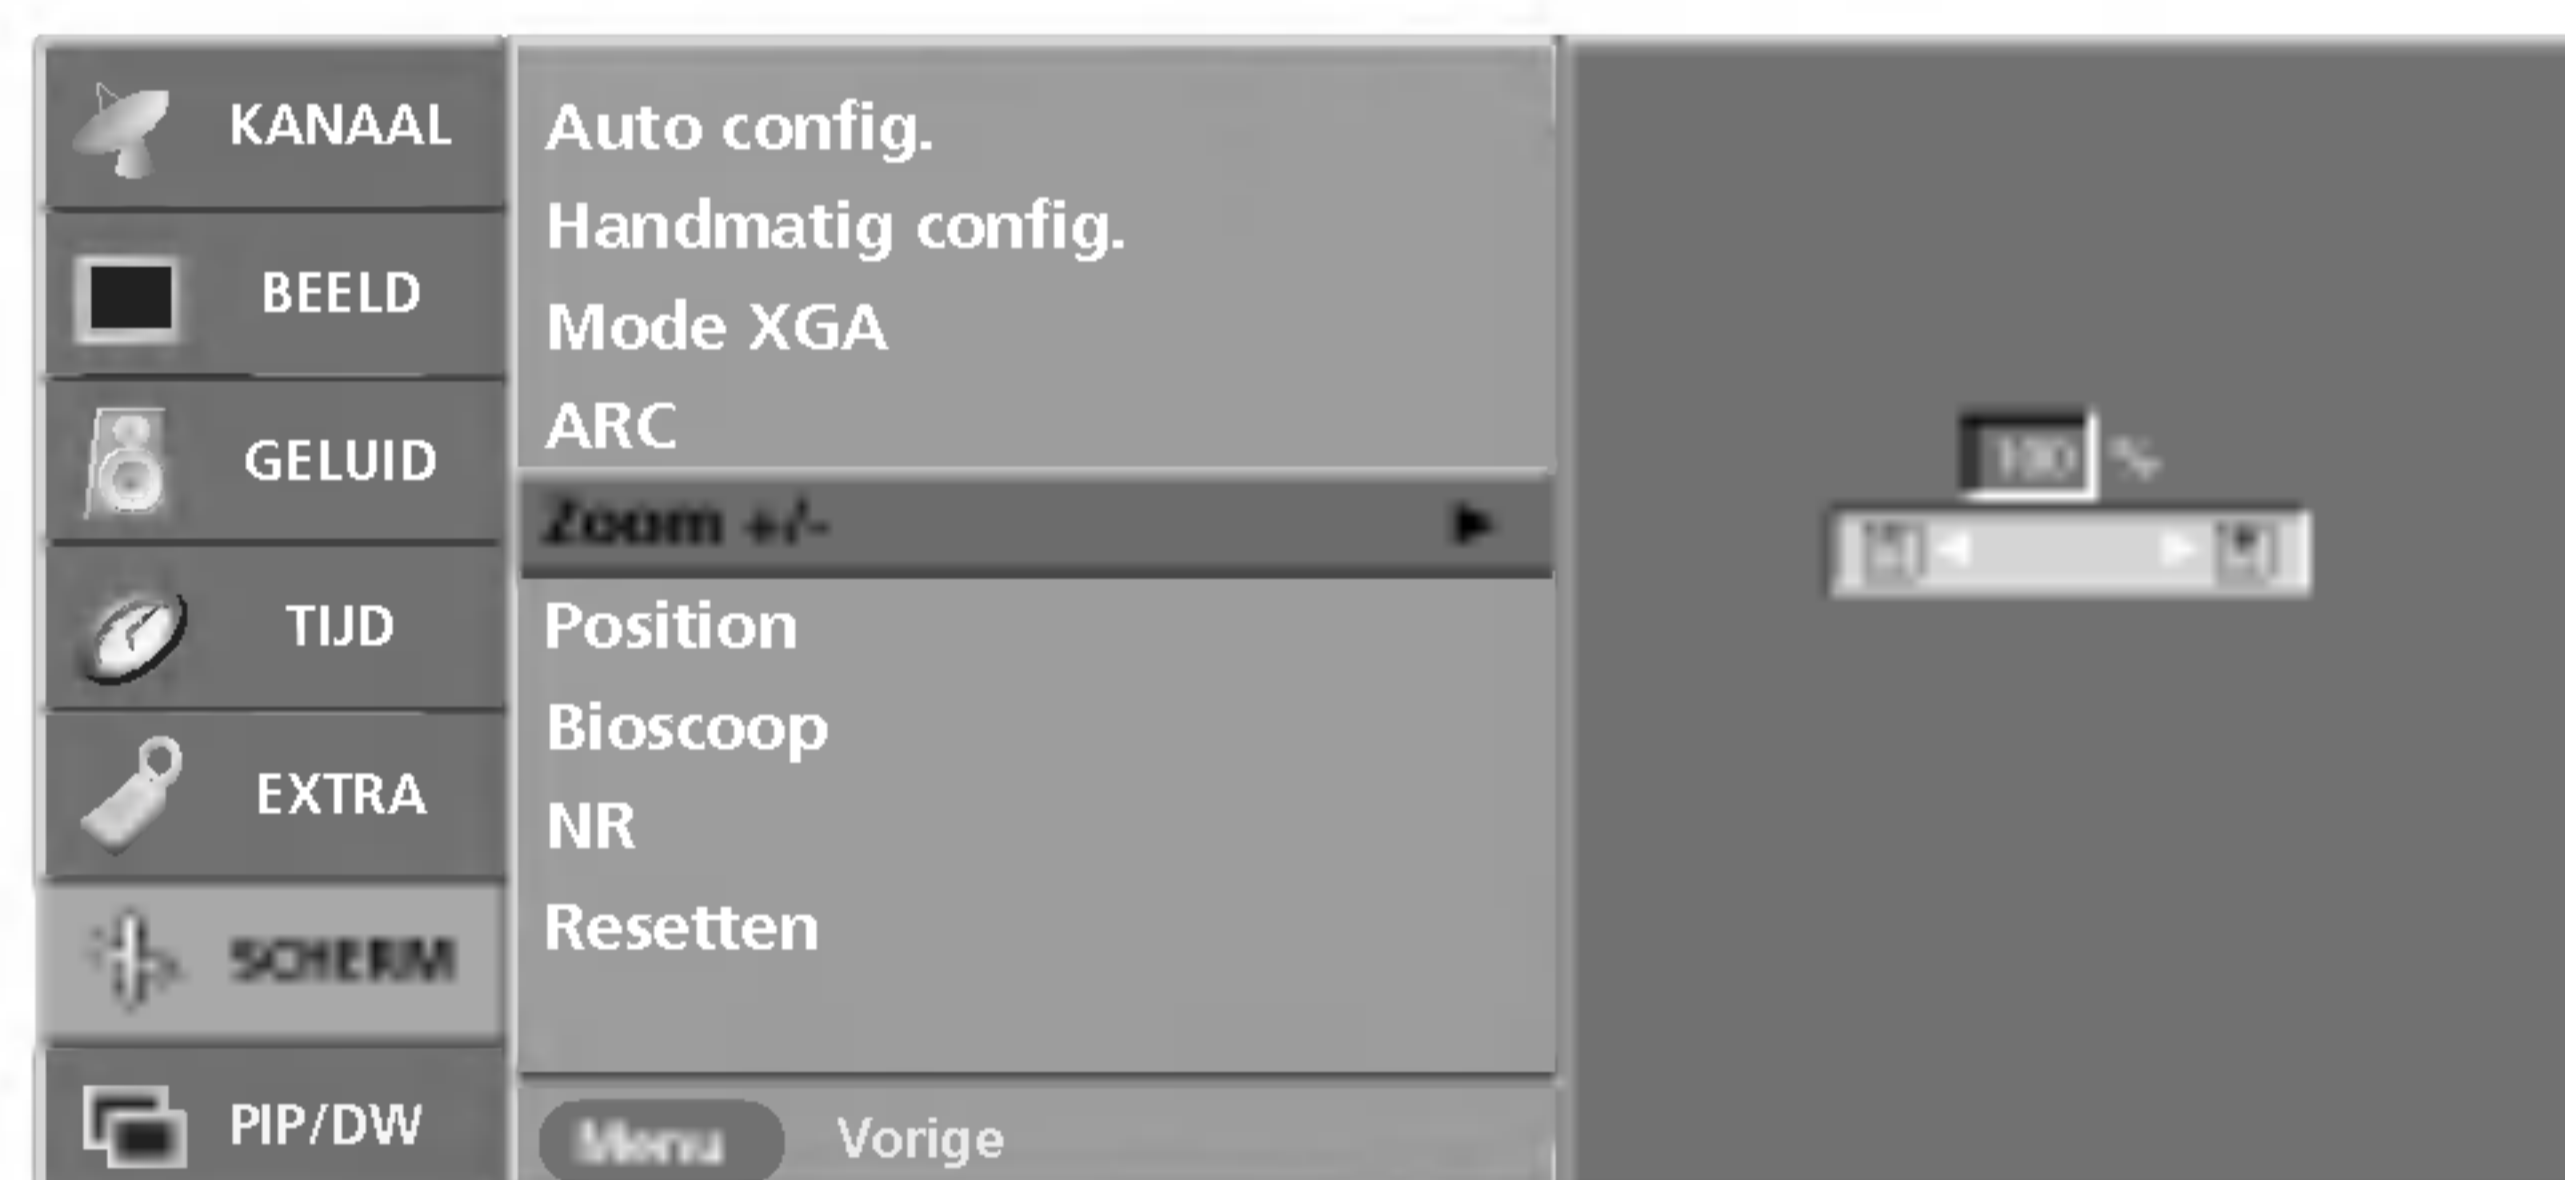 KANAAL
BEELD
GELUID
TIJD
EXTRA
SCHERM
PIP/DW
Auto config.
Handmatig config.
Mode XGA
ARC
Zoom +/-
Position
Bioscoop
NR
Resetten
Menu Vorige
100 %